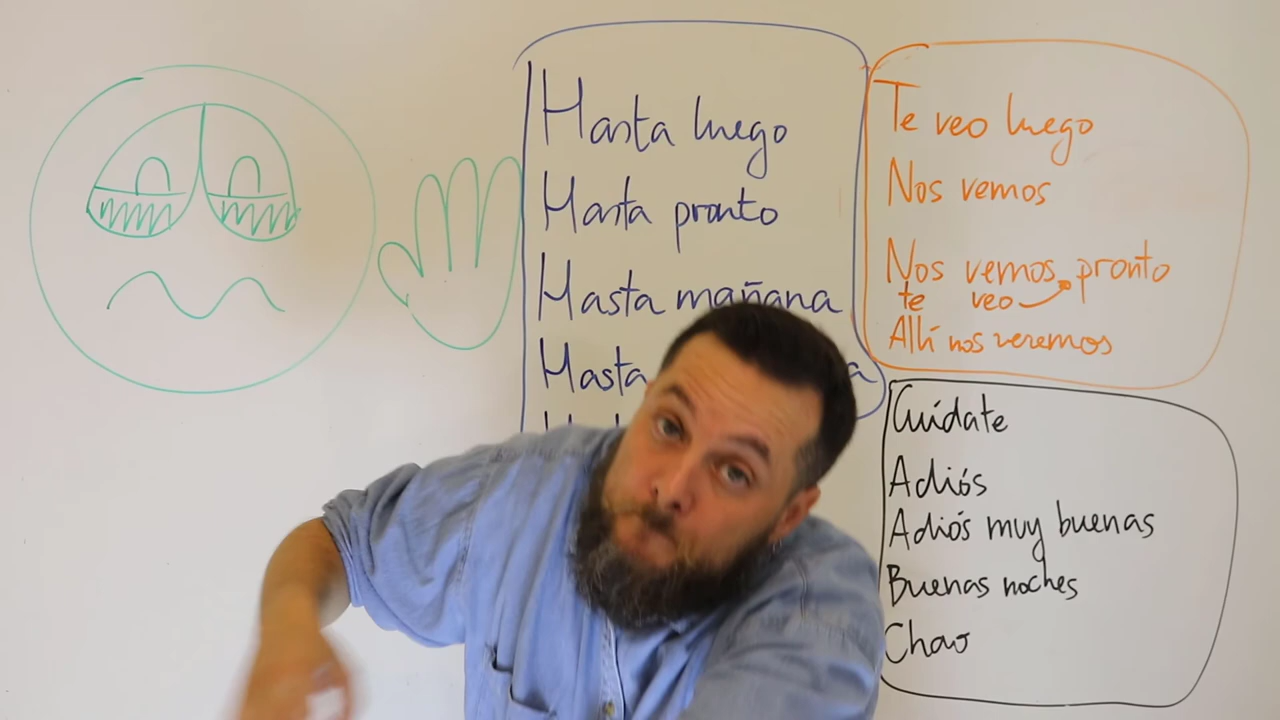 Hasta luego
Hasta pronto
Hasta mañana
Hasta
Te veo luego
Nos vemos
Nos vemos pronto
te veo
Allí nos veremos
Cuídate
Adiós
Adiós muy buenas
Buenas noches
Chao